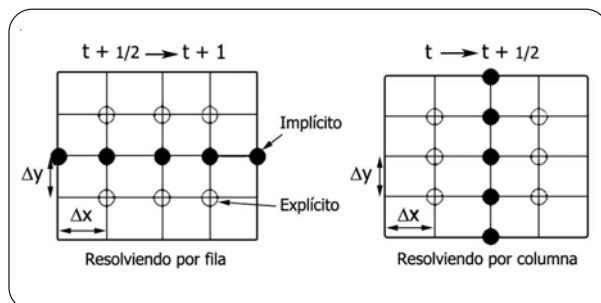 t + 1/2 → t + 1
Implícito
Δy
Δx
Explícito
Resolviendo por fila
t → t + 1/2
Δy
Δx
Resolviendo por columna